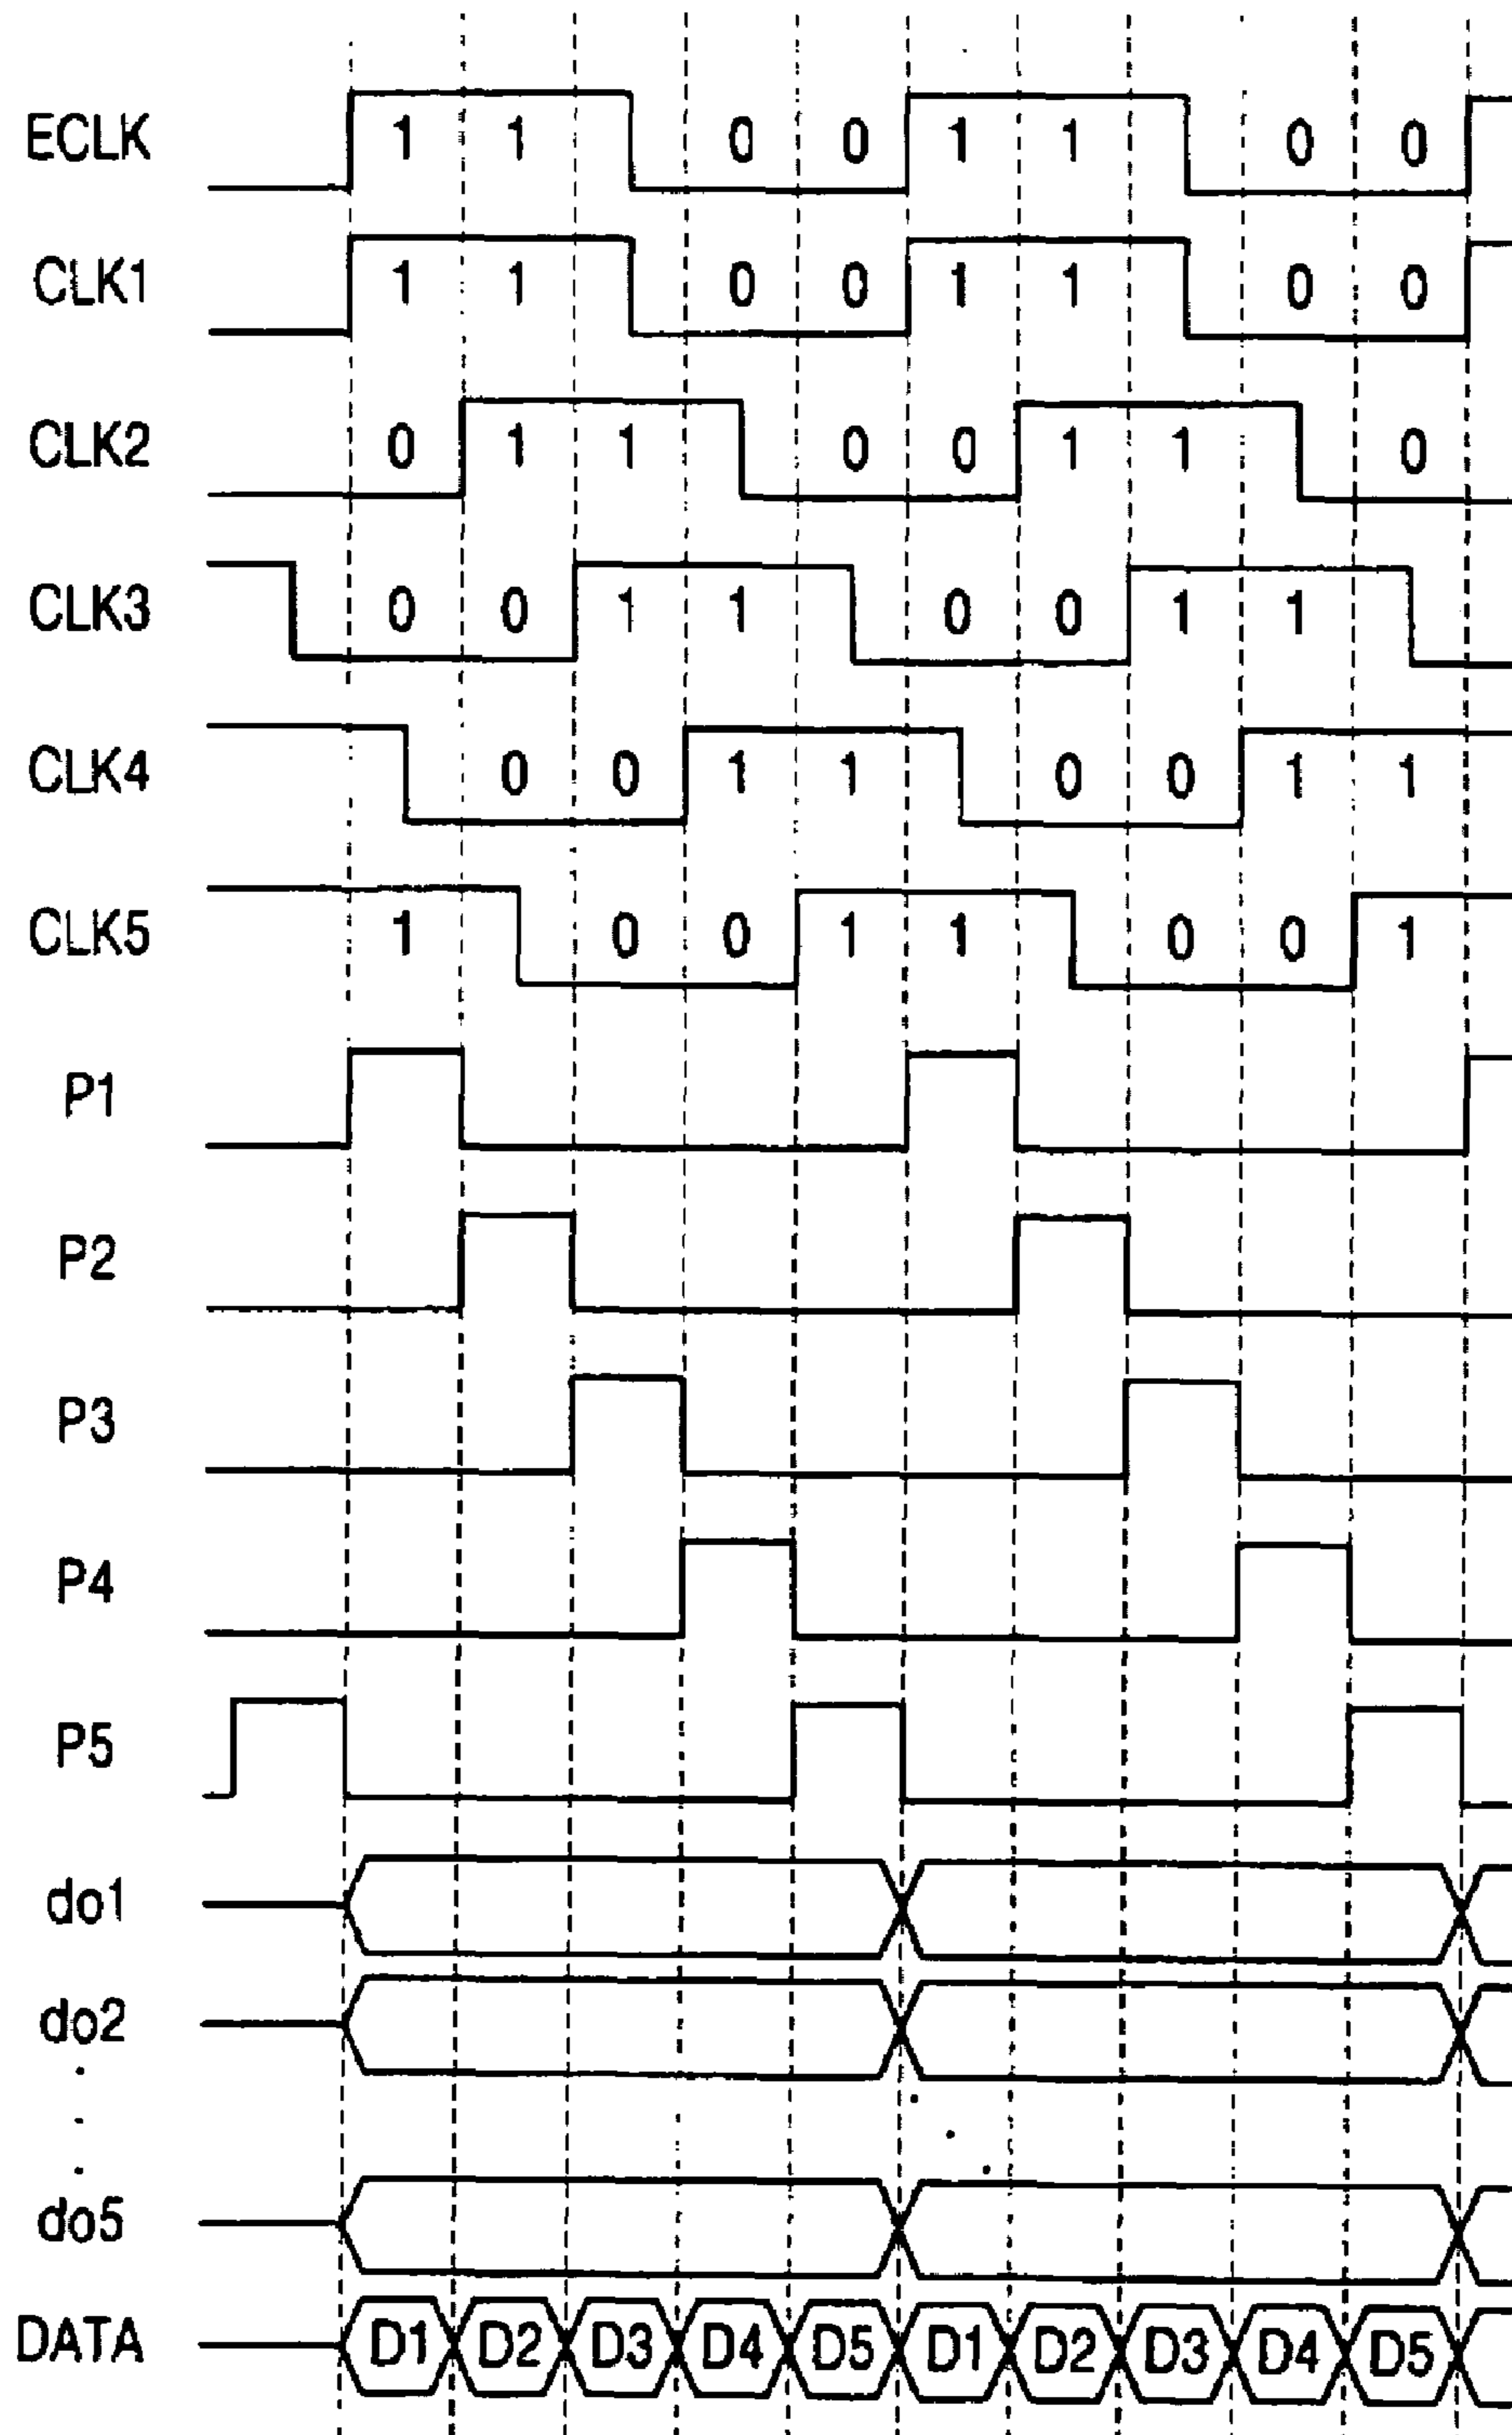 ECLK 1 1 0 0 1 1 0 0
CLK1 1 1 0 0 1 1 0 0
CLK2 0 1 1 0 0 1 1 0
CLK3 0 0 1 1 0 0 1 1
CLK4 0 0 1 1 0 0 1 1
CLK5 1 0 0 1 1 0 0 1
P1
P2
P3
P4
P5
do1
do2
do5
DATA D1 D2 D3 D4 D5 D1 D2 D3 D4 D5